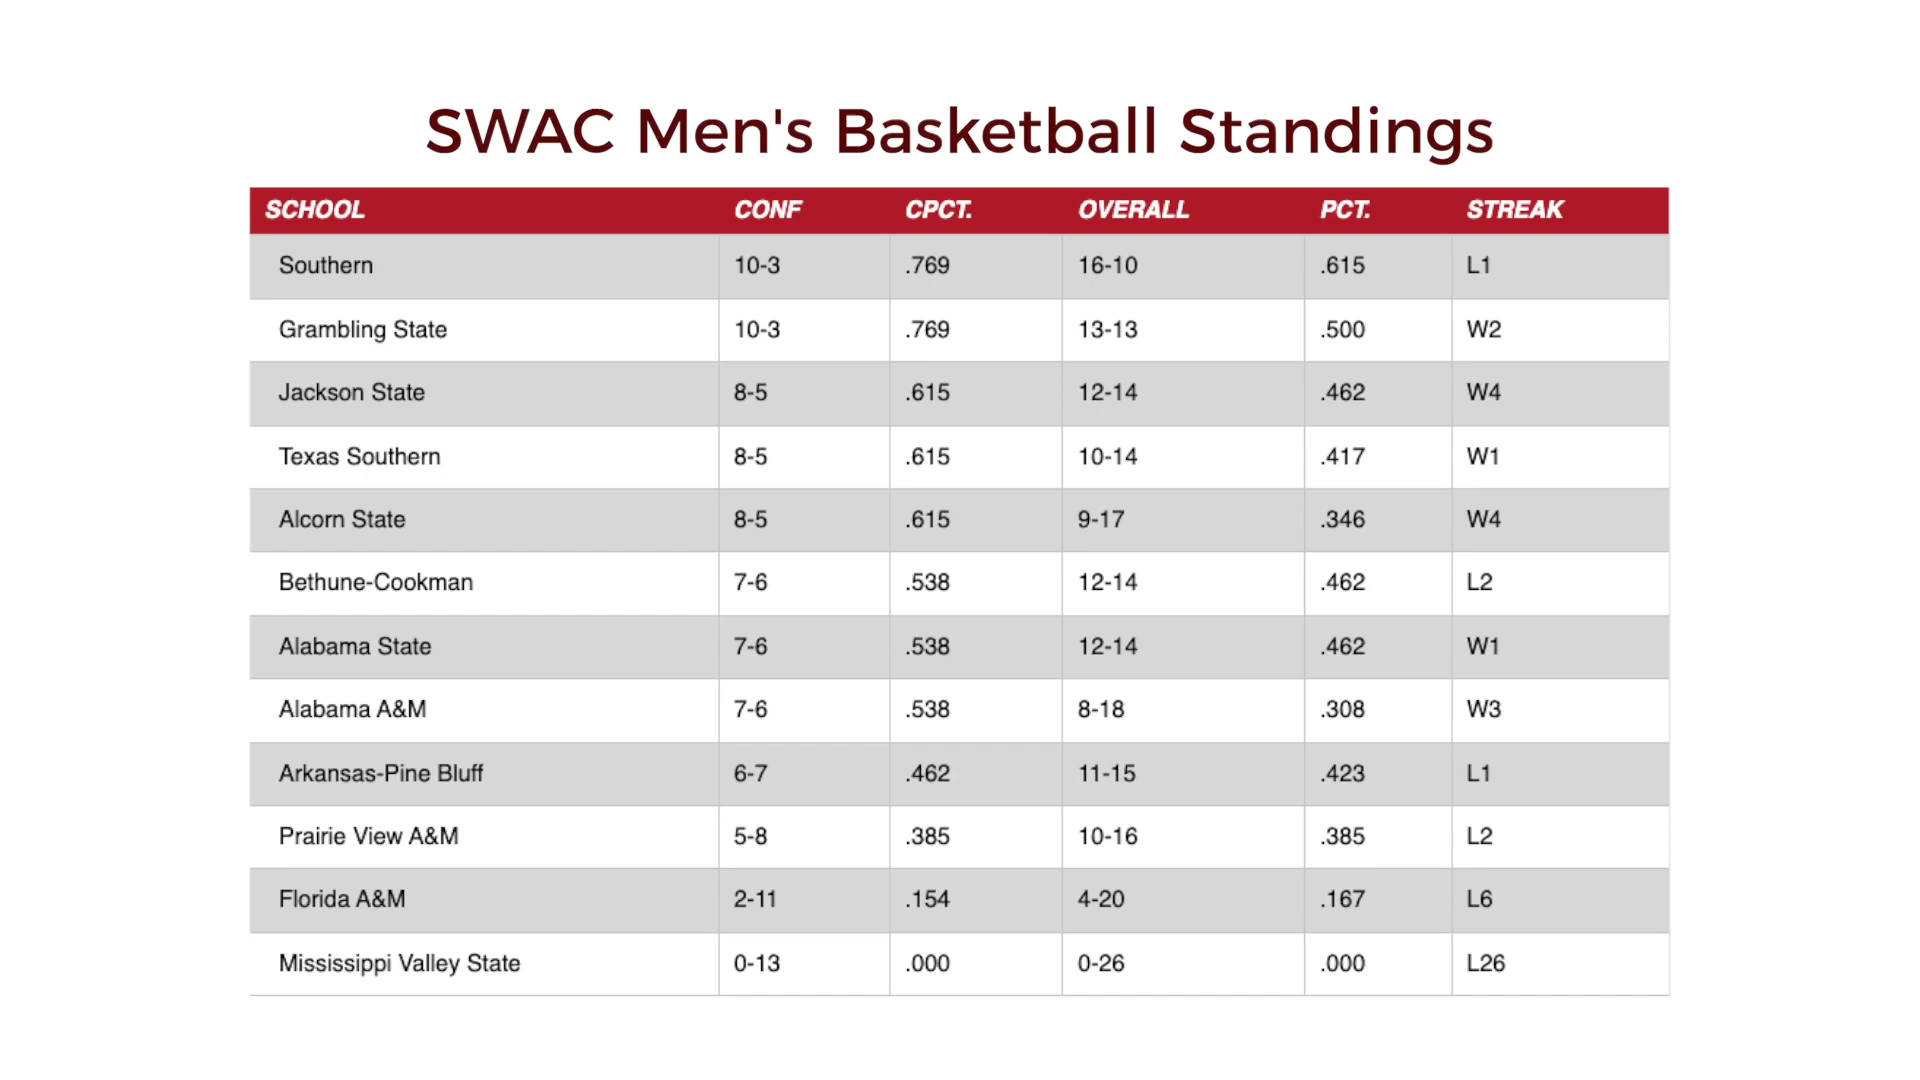 SWAC Men's Basketball Standings
SCHOOL CONF CPCT. OVERALL PCT. STREAK
Southern 10-3 .769 16-10 .615 L1
Grambling State 10-3 .769 13-13 .500 W2
Jackson State 8-5 .615 12-14 .462 W4
Texas Southern 8-5 .615 10-14 .417 W1
Alcorn State 8-5 .615 9-17 .346 W4
Bethune-Cookman 7-6 .538 12-14 .462 L2
Alabama State 7-6 .538 12-14 .462 W1
Alabama A&M 7-6 .538 8-18 .308 W3
Arkansas-Pine Bluff 6-7 .462 11-15 .423 L1
Prairie View A&M 5-8 .385 10-16 .385 L2
Florida A&M 2-11 .154 4-20 .167 L6
Mississippi Valley State 0-13 .000 0-26 .000 L26